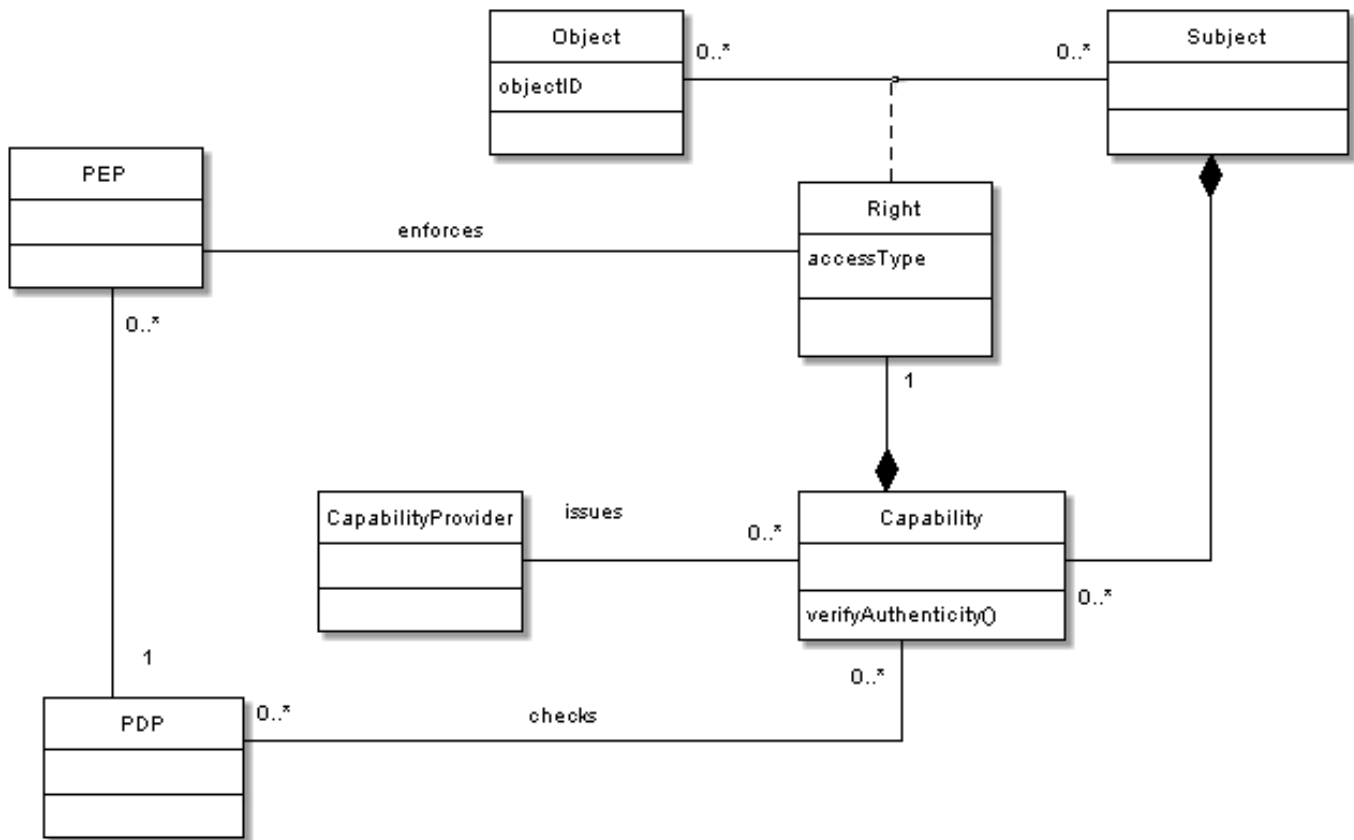 Object
0..*
0..*
Subject
objectID
PEP
Right
enforces
accessType
0..*
1
CapabilityProvider
issues
0..*
Capability
0..*
verifyAuthenticity()
1
0..*
0..*
checks
PDP